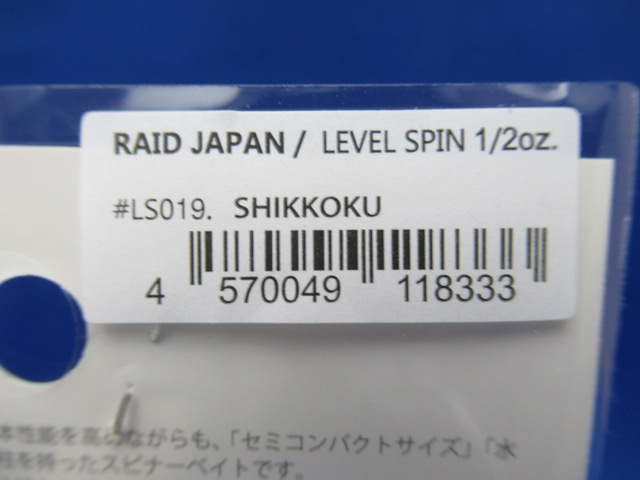 RAID JAPAN / LEVEL SPIN 1/2oz.
#LS019. SHIKKOKU
4 570049 118333
本性能を高めながらも、「セミコンパクトサイズ」「水
を持ったスピナーベイトです。